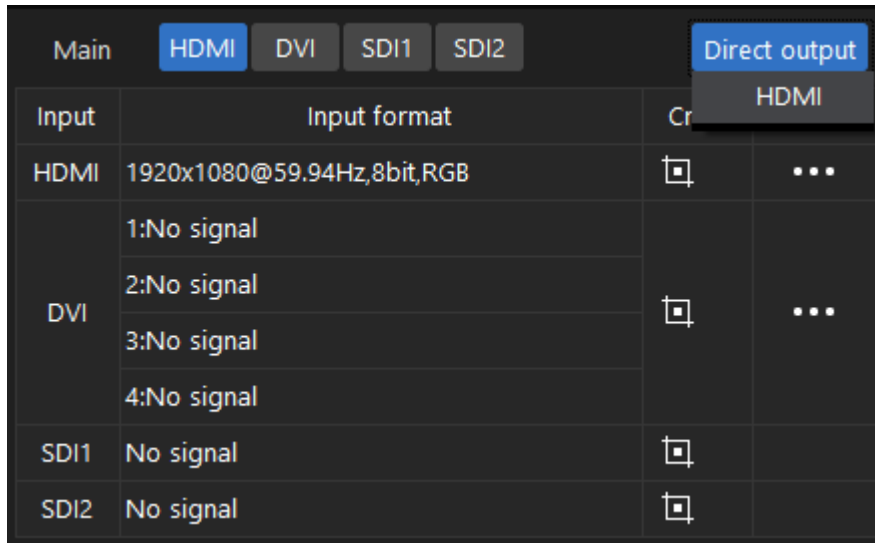 Main HDMI DVI SDI1 SDI2 Direct output
HDMI
Input Input format Cr
HDMI 1920x1080@59.94Hz,8bit,RGB
1:No signal
2:No signal
DVI
3:No signal
4:No signal
SDI1 No signal
SDI2 No signal